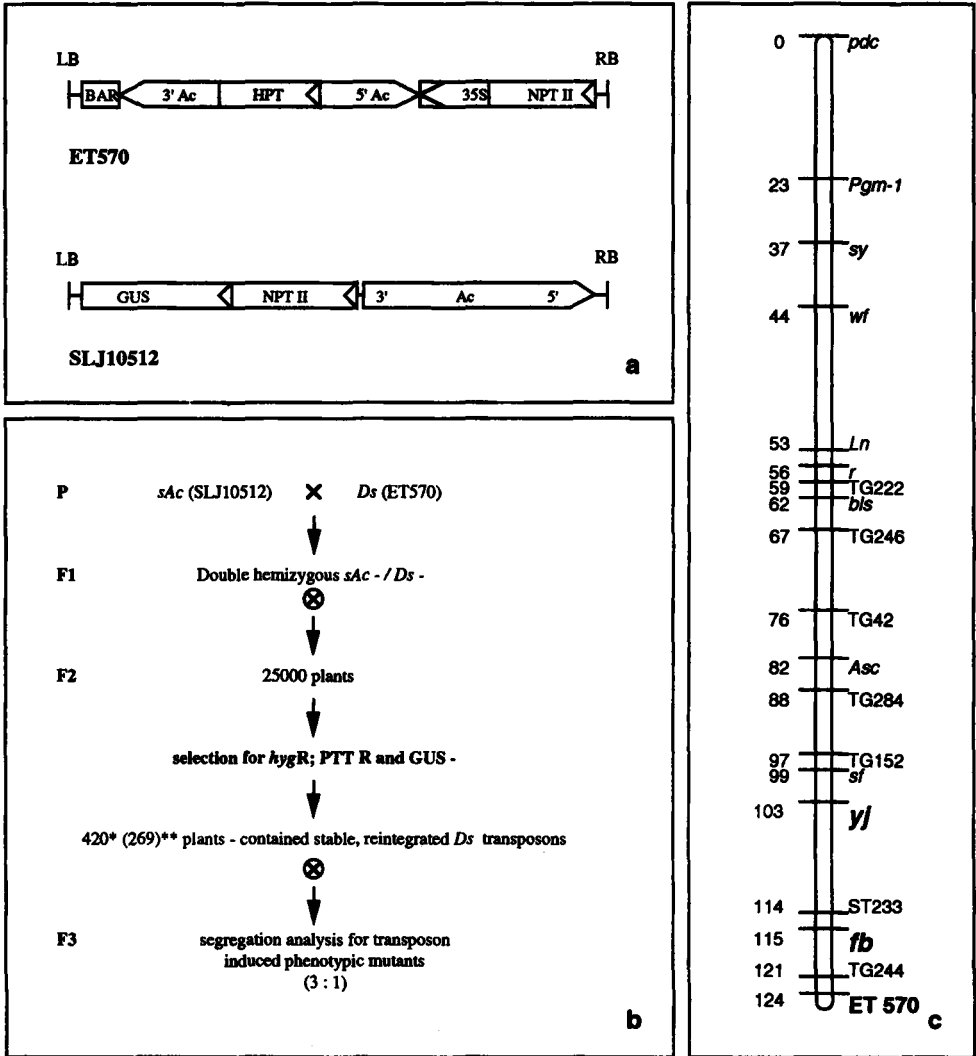 LB RB
BAR 3' Ac HPT 5' Ac 35S NPT II
ET570
LB RB
GUS NPT II 3' Ac 5'
SLJ10512
a
P sAc (SLJ10512) × Ds (ET570)
F1 Double hemizygous sAc - / Ds -
F2 25000 plants
selection for hygR; PTT R and GUS -
420* (269)** plants - contained stable, reintegrated Ds transposons
F3 segregation analysis for transposon
induced phenotypic mutants
(3 : 1)
b
0 pdc
23 Pgm-1
37 sy
44 wf
53 Ln
56 r
59 TG222
62 bls
67 TG246
76 TG42
82 Asc
88 TG284
97 TG152
99 sf
103 yj
114 ST233
115 fb
121 TG244
124 ET 570
c